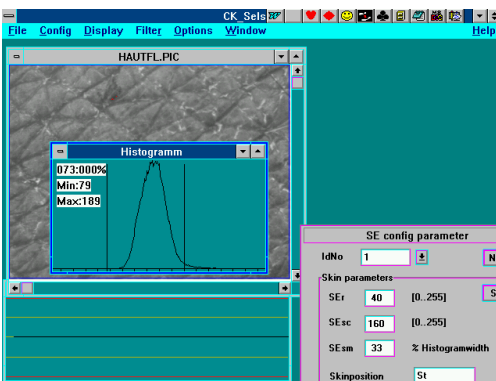 CK_Sels
File Config Display Filter Options Window Help
HAUTFL.PIC
Histogramm
073:000%
Min:79
Max:189
SE config parameter
IdNo 1 N
Skin parameters
SEr 40 [0..255] S
SEsc 160 [0..255]
SEsm 33 % Histogramwidth
Skinposition St